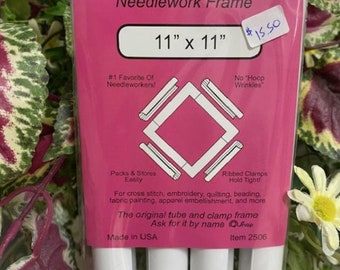 Needlework Frame
$15.50
11" x 11"
#1 Favorite Of
Needleworkers!
No "Hoop
Wrinkles"
Packs & Stores
Easily
Ribbed Clamps
Hold Tight!
For cross stitch, embroidery, quilting, beading,
fabric painting, apparel embellishment, and more
The original tube and clamp frame
Ask for it by name
Made in USA
Item 2506